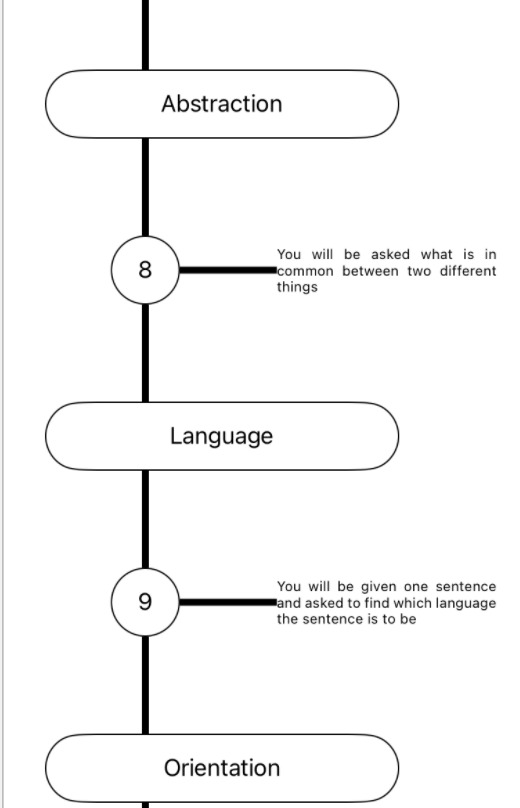 Abstraction
8
You will be asked what is in
common between two different
things
Language
9
You will be given one sentence
and asked to find which language
the sentence is to be
Orientation